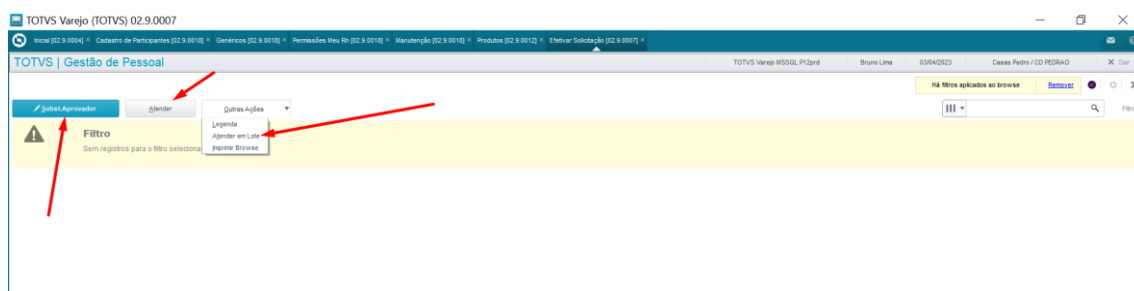 TOTVS Varejo (TOTVS) 02.9.0007
Inicial [02.9.0004] × Cadastro de Participantes [02.9.0018] × Genéricos [02.9.0018] × Permissões Meu Rh [02.9.0018] × Manutenção [02.9.0018] × Produtos [02.9.0012] × Efetivar Solicitação [02.9.0007] ×
TOTVS | Gestão de Pessoal TOTVS Varejo MSSQL P12prd Bruno Lima 03/04/2023 Casas Pedro / CD PEDRAO X Sair
Há filtros aplicados ao browse Remover
Subst.Aprovador Atender Outras Ações
Legenda
Atender em Lote
Imprimir Browse
Filtro
Sem registros para o filtro